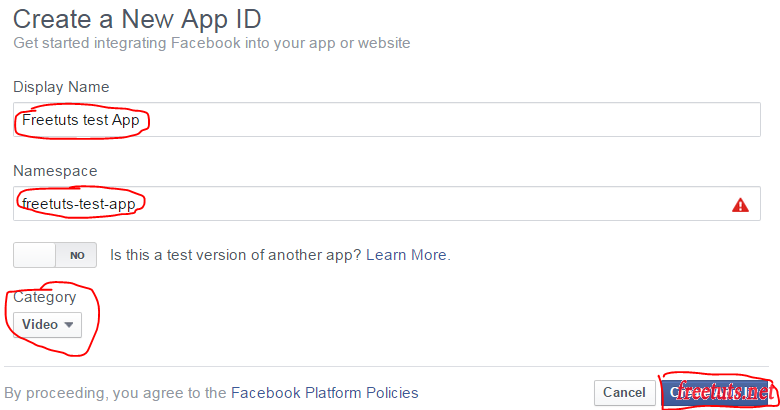 Create a New App ID
Get started integrating Facebook into your app or website
Display Name
Freetuts test App
Namespace
freetuts-test-app
NO Is this a test version of another app? Learn More.
Category
Video
By proceeding, you agree to the Facebook Platform Policies Cancel freetuts.net